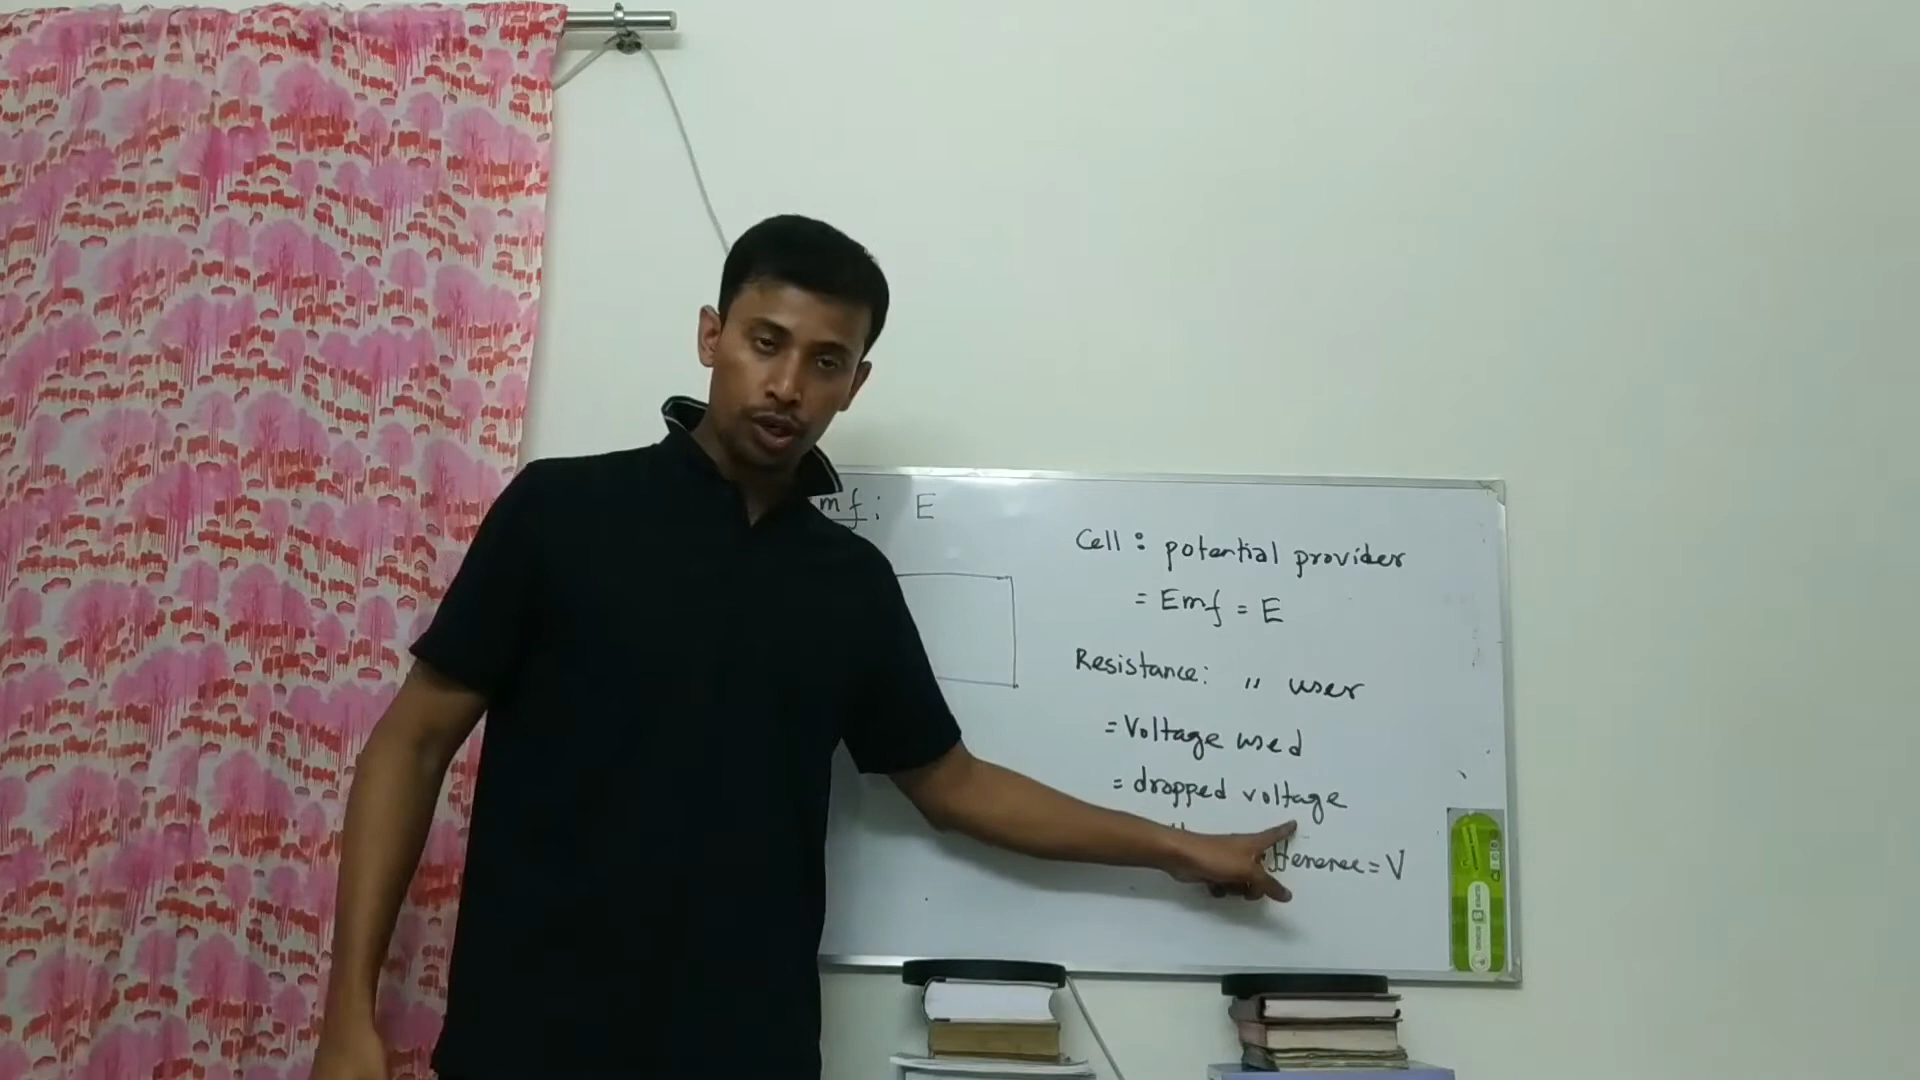 mf: E
Cell: potential provider
= Emf = E
Resistance: " user
= Voltage used
= dropped voltage
= V